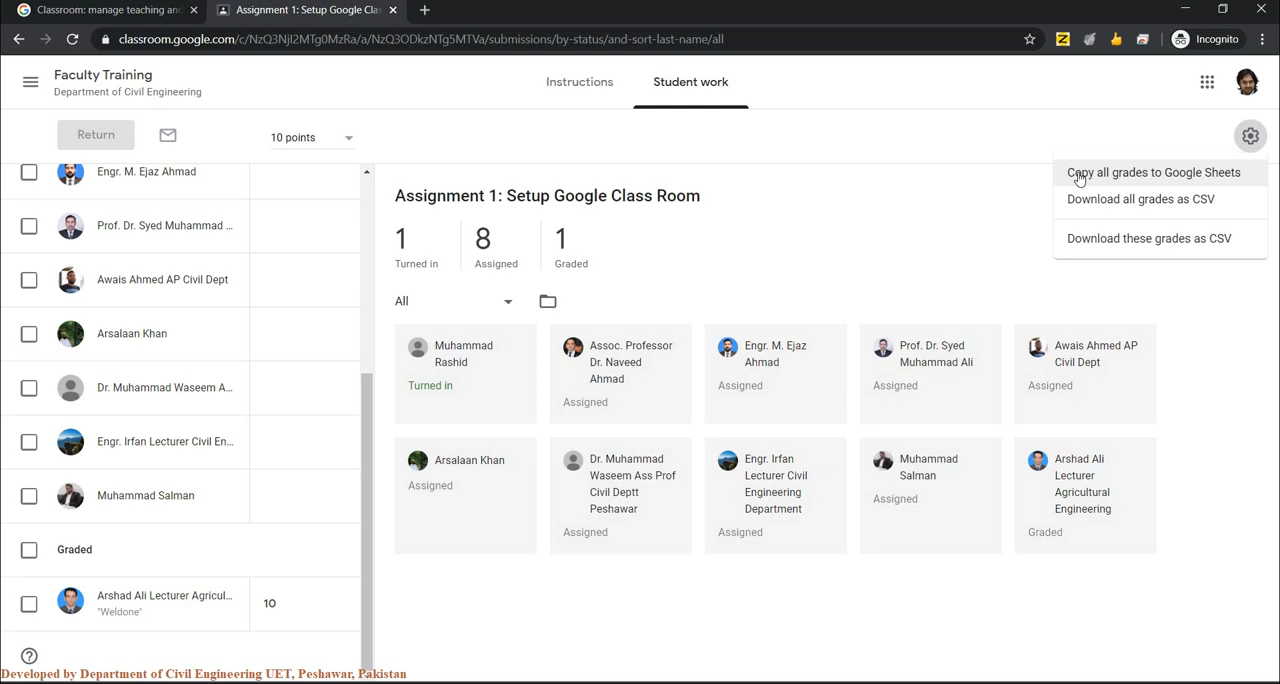 Classroom: manage teaching an
Assignment 1: Setup Google Clas
classroom.google.com/c/NzQ3NjI2MTg0MzRa/a/NzQ3ODkzNTg5MTVa/submissions/by-status/and-sort-last-name/all
Incognito
Faculty Training
Department of Civil Engineering
Instructions
Student work
Return
10 points
Copy all grades to Google Sheets
Download all grades as CSV
Download these grades as CSV
Engr. M. Ejaz Ahmad
Prof. Dr. Syed Muhammad ...
Awais Ahmed AP Civil Dept
Arsalaan Khan
Dr. Muhammad Waseem A...
Engr. Irfan Lecturer Civil En...
Muhammad Salman
Graded
Arshad Ali Lecturer Agricul...
"Weldone"
10
Assignment 1: Setup Google Class Room
1
Turned in
8
Assigned
1
Graded
All
Muhammad
Rashid
Turned in
Assoc. Professor
Dr. Naveed
Ahmad
Assigned
Engr. M. Ejaz
Ahmad
Assigned
Prof. Dr. Syed
Muhammad Ali
Assigned
Awais Ahmed AP
Civil Dept
Assigned
Arsalaan Khan
Assigned
Dr. Muhammad
Waseem Ass Prof
Civil Deptt
Peshawar
Assigned
Engr. Irfan
Lecturer Civil
Engineering
Department
Assigned
Muhammad
Salman
Assigned
Arshad Ali
Lecturer
Agricultural
Engineering
Graded
Developed by Department of Civil Engineering UET, Peshawar, Pakistan